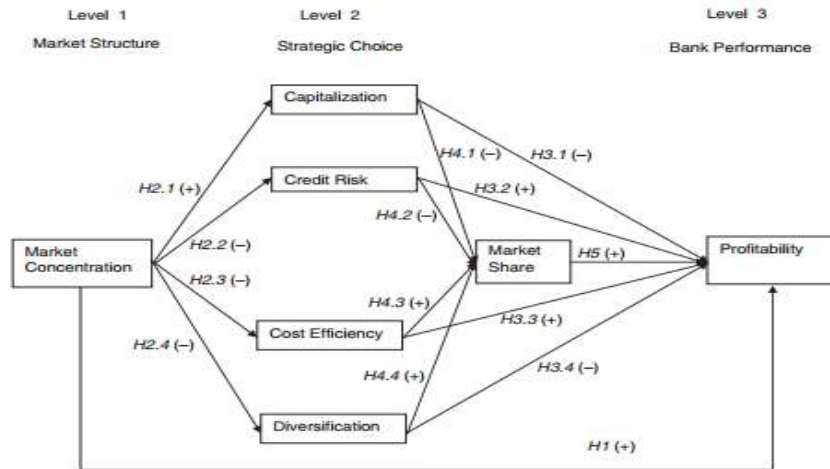 Level 1
Level 2
Level 3
Market Structure
Strategic Choice
Bank Performance
Capitalization
H4.1 (–)
H3.1 (–)
H2.1 (+)
Credit Risk
H3.2 (+)
H4.2 (–)
H2.2 (–)
Market
Concentration
Market
Share
H5 (+)
Profitability
H2.3 (–)
H4.3 (+)
H3.3 (+)
Cost Efficiency
H2.4 (–)
H4.4 (+)
H3.4 (–)
Diversification
H1 (+)